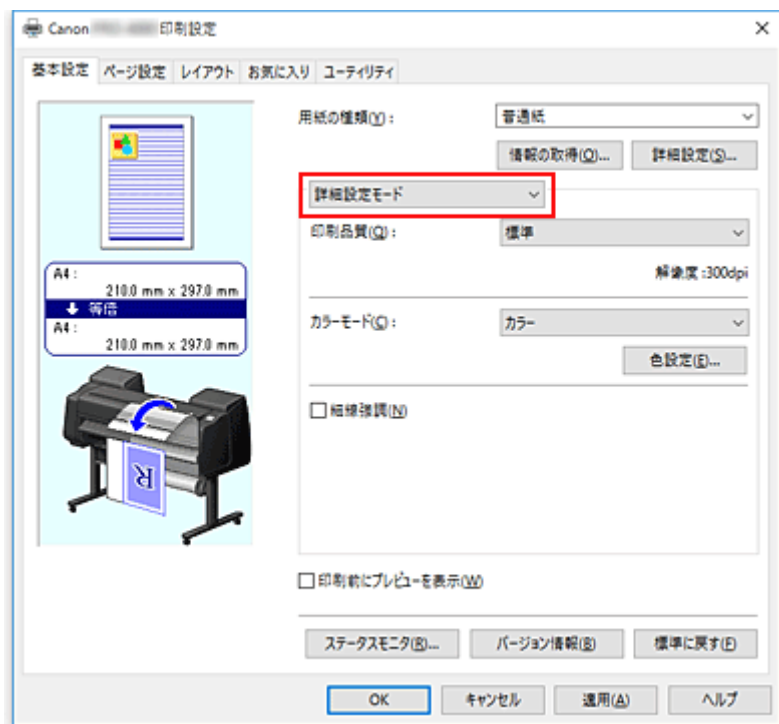 Canon 印刷設定
基本設定 ページ設定 レイアウト お気に入り ユーティリティ
用紙の種類(Y)： 普通紙
情報の取得(O)... 詳細設定(S)...
詳細設定モード
印刷品質(Q)： 標準
解像度 :300dpi
カラーモード(C)： カラー
色設定(E)...
細線強調(N)
A4 :
210.0 mm x 297.0 mm
等倍
A4 :
210.0 mm x 297.0 mm
R
印刷前にプレビューを表示(W)
ステータスモニタ(R)... バージョン情報(B) 標準に戻す(F)
OK キャンセル 適用(A) ヘルプ